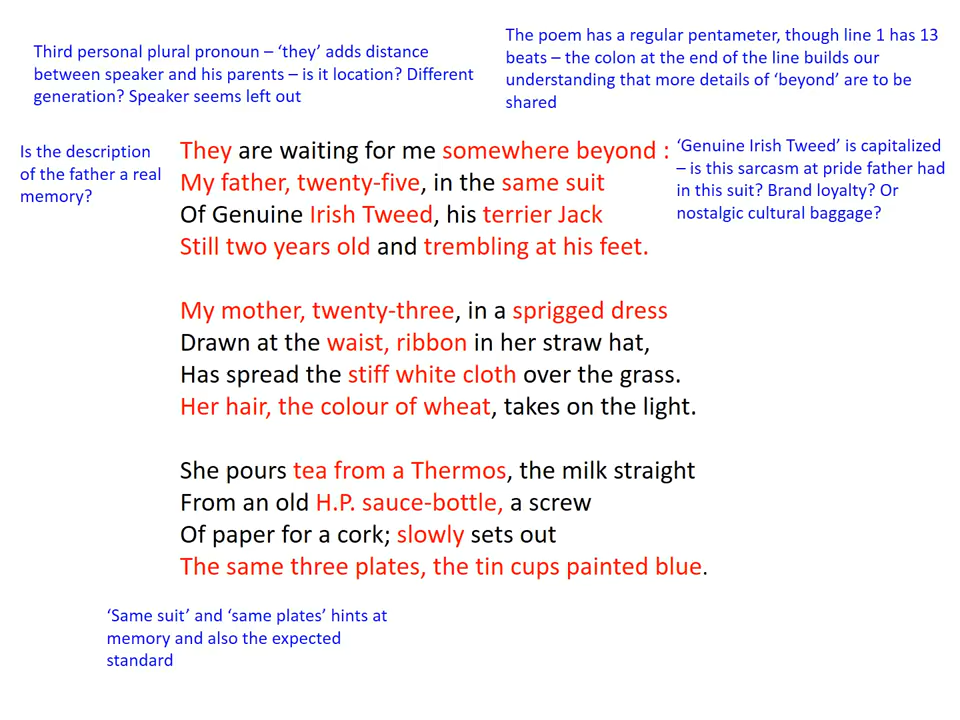 Third personal plural pronoun – ‘they’ adds distance
between speaker and his parents – is it location? Different
generation? Speaker seems left out
The poem has a regular pentameter, though line 1 has 13
beats – the colon at the end of the line builds our
understanding that more details of ‘beyond’ are to be
shared
Is the description
of the father a real
memory?
They are waiting for me somewhere beyond :
My father, twenty-five, in the same suit
Of Genuine Irish Tweed, his terrier Jack
Still two years old and trembling at his feet.
‘Genuine Irish Tweed’ is capitalized
– is this sarcasm at pride father had
in this suit? Brand loyalty? Or
nostalgic cultural baggage?
My mother, twenty-three, in a sprigged dress
Drawn at the waist, ribbon in her straw hat,
Has spread the stiff white cloth over the grass.
Her hair, the colour of wheat, takes on the light.
She pours tea from a Thermos, the milk straight
From an old H.P. sauce-bottle, a screw
Of paper for a cork; slowly sets out
The same three plates, the tin cups painted blue.
‘Same suit’ and ‘same plates’ hints at
memory and also the expected
standard